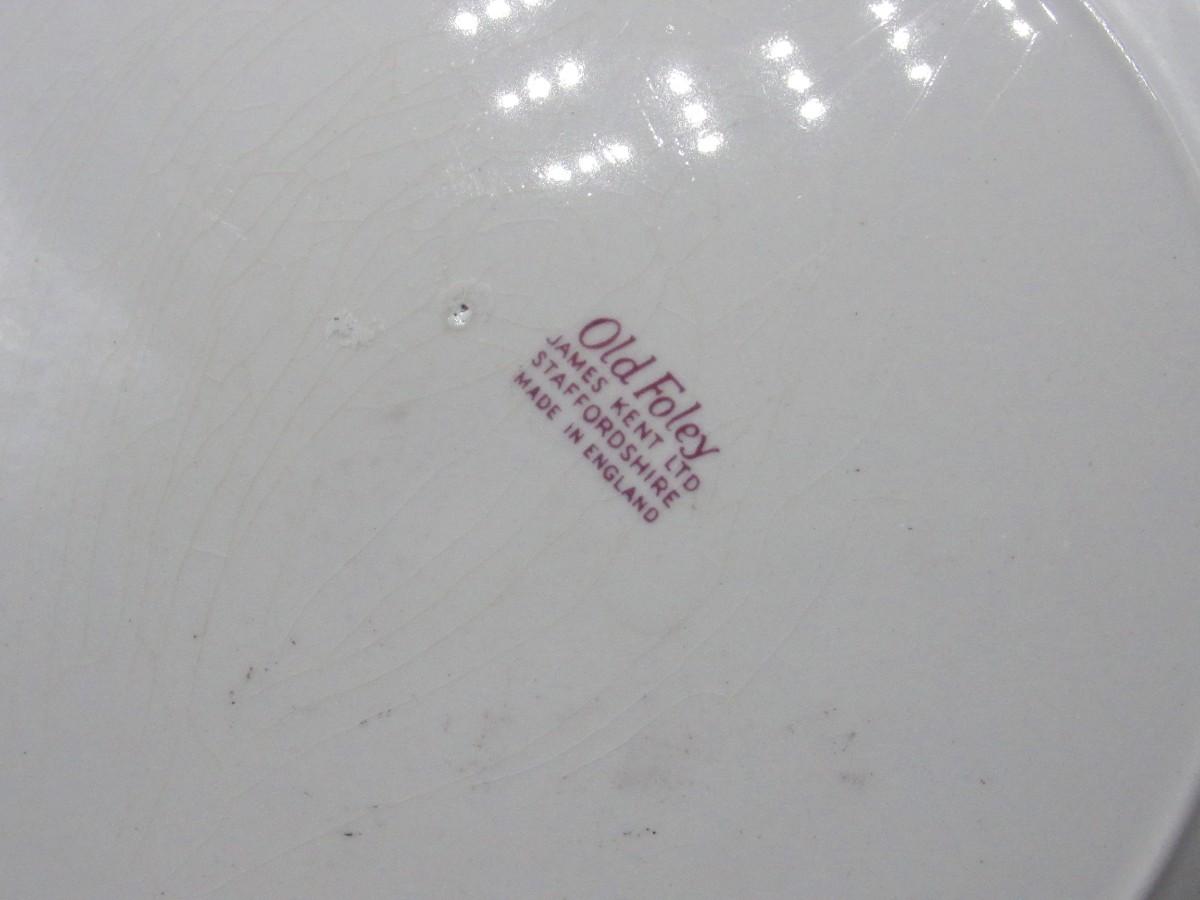 Old Foley
JAMES KENT LTD
STAFFORDSHIRE
MADE IN ENGLAND